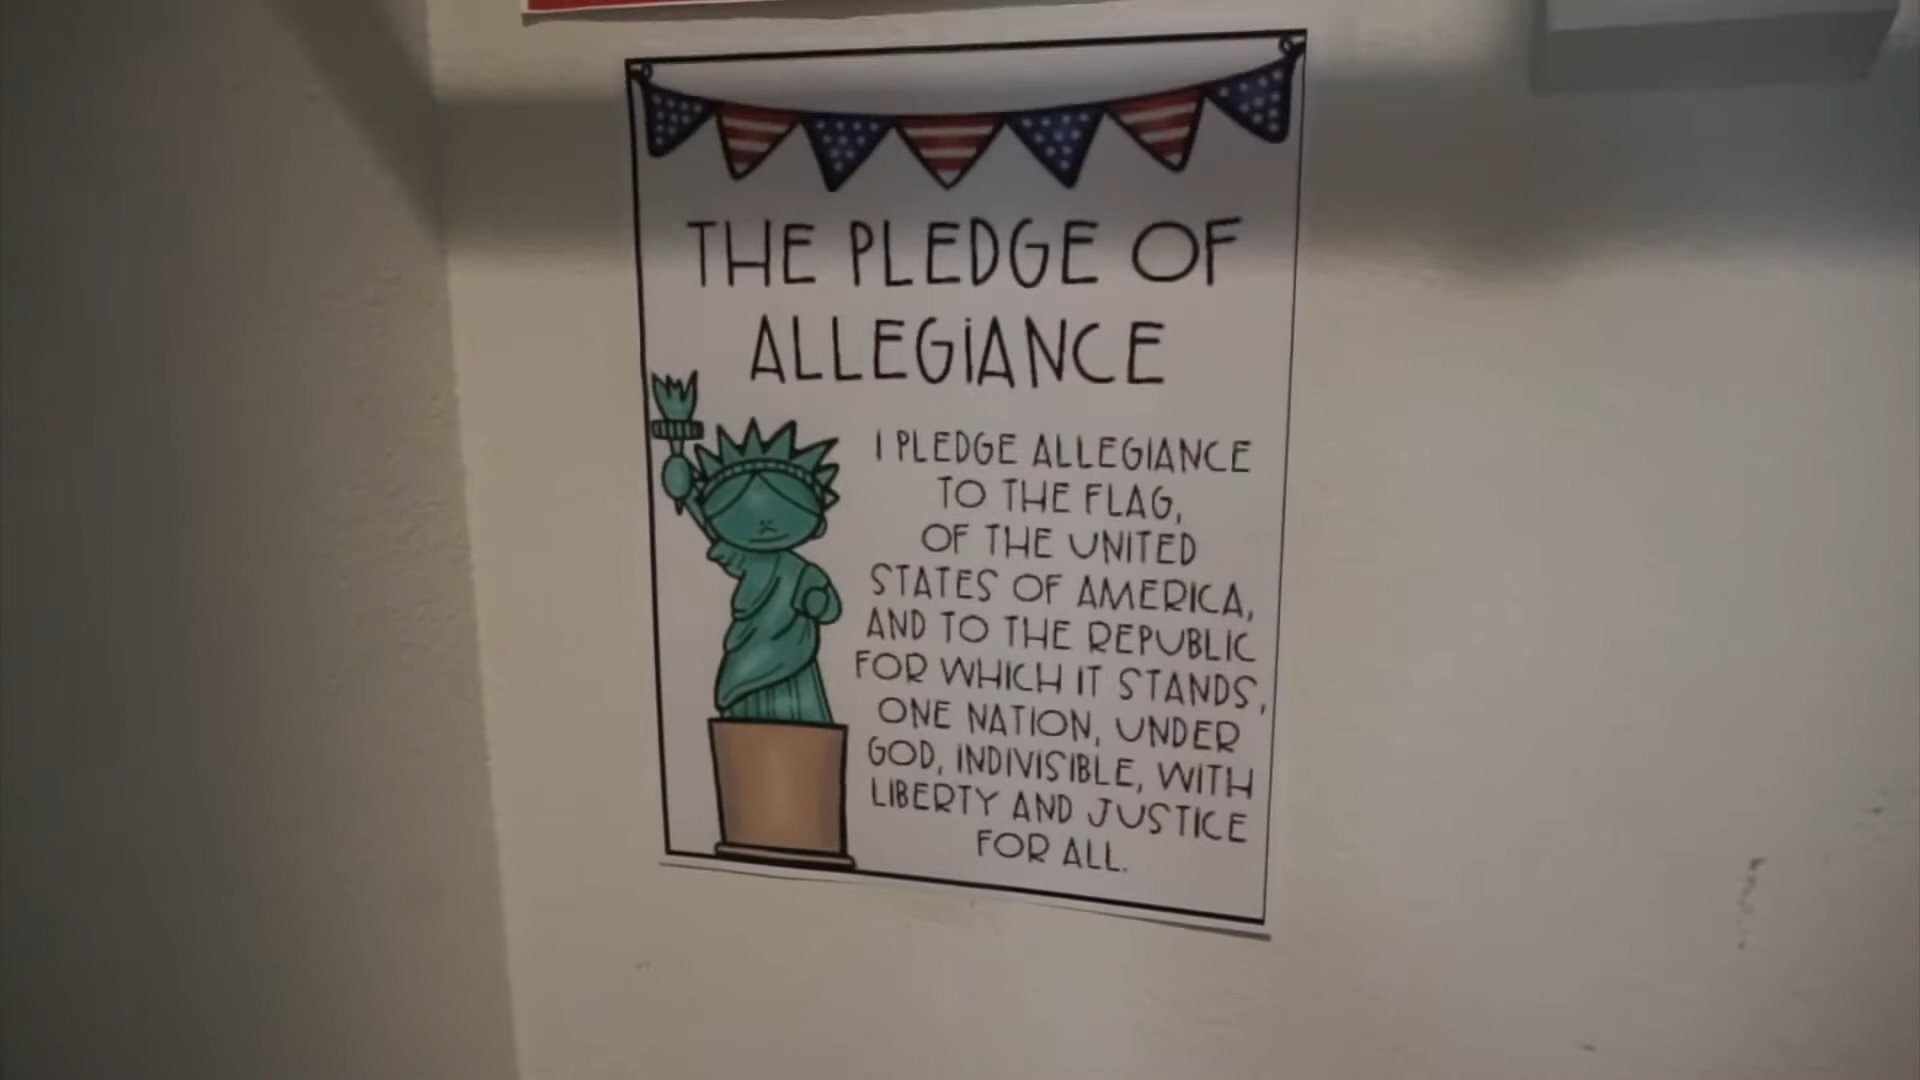 THE PLEDGE OF
ALLEGiANCE
I PLEDGE ALLEGIANCE
TO THE FLAG,
OF THE UNITED
STATES OF AMERICA,
AND TO THE REPUBLIC
FOR WHICH IT STANDS,
ONE NATION, UNDER
GOD, INDIVISIBLE, WITH
LIBERTY AND JUSTICE
FOR ALL.